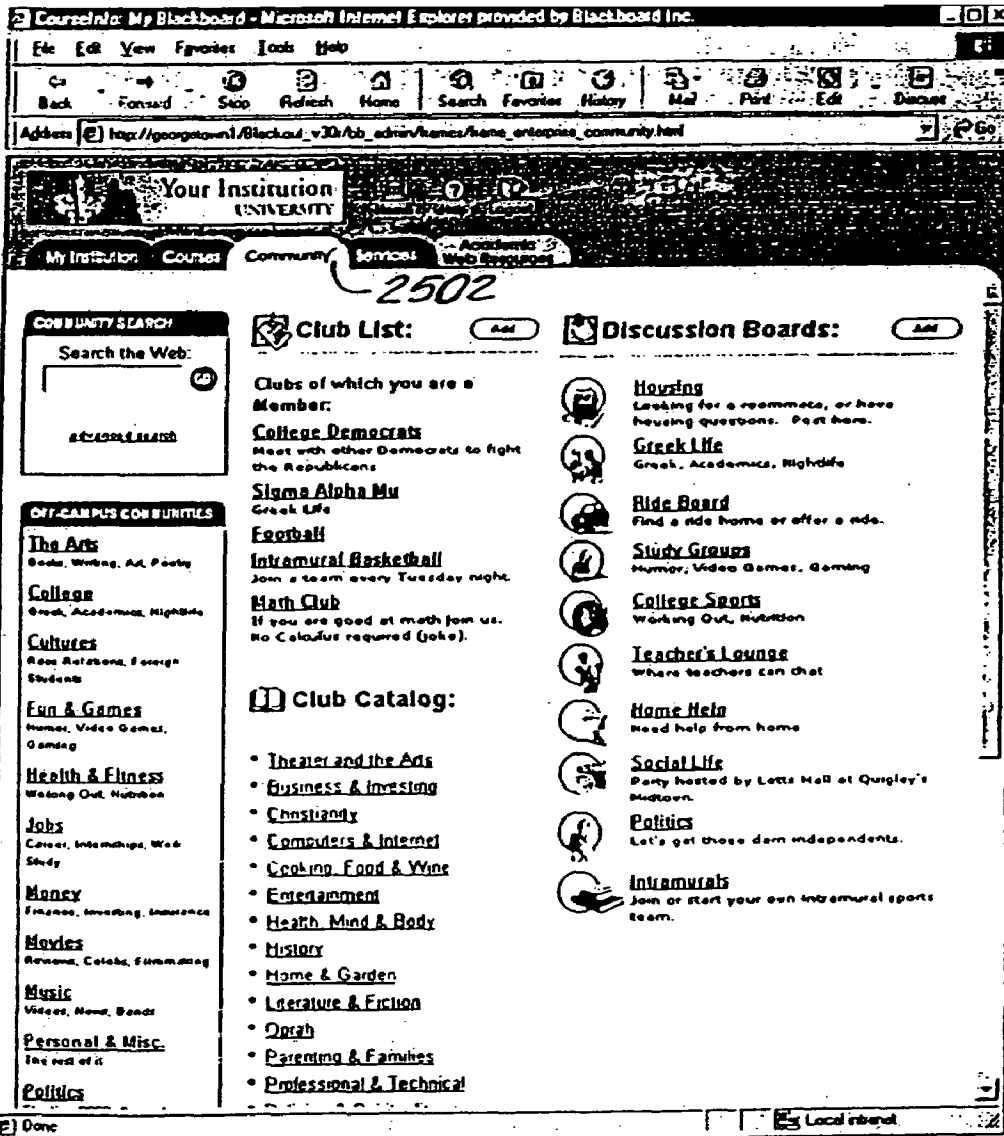 CourseInfo: My Blackboard - Microsoft Internet Explorer provided by Blackboard Inc.
File Edit View Favorites Tools Help
Back Forward Stop Refresh Home Search Favorites History Mail Print Edit Discuss
Address http://georgetown1/Blackout_v30r/bb_admin/frames/frame_enterprise_community.html Go
Your Institution
UNIVERSITY
My Institution Courses Community Services Academic Web Resources
2502
COMMUNITY SEARCH
Search the Web:
advanced search
OFF-CAMPUS COMMUNITIES
The Arts
Books, Writing, Art, Poetry
College
Greek, Academics, Nightlife
Cultures
Race Relations, Foreign
Students
Fun & Games
Humor, Video Games,
Gaming
Health & Fitness
Working Out, Nutrition
Jobs
Career, Internships, Work
Study
Money
Finance, Investing, Insurance
Movies
Reviews, Celebs, Filmmaking
Music
Videos, News, Bands
Personal & Misc.
The rest of it
Politics
Club List: Add
Clubs of which you are a
Member:
College Democrats
Meet with other Democrats to fight
the Republicans
Sigma Alpha Mu
Greek Life
Football
Intramural Basketball
Join a team every Tuesday night.
Math Club
If you are good at math join us.
No Calculus required (joke).
Club Catalog:
• Theater and the Arts
• Business & Investing
• Christianity
• Computers & Internet
• Cooking, Food & Wine
• Entertainment
• Health, Mind & Body
• History
• Home & Garden
• Literature & Fiction
• Oprah
• Parenting & Families
• Professional & Technical
Discussion Boards: Add
Housing
Looking for a roommate, or have
housing questions. Post here.
Greek Life
Greek, Academics, Nightlife
Ride Board
Find a ride home or offer a ride.
Study Groups
Humor, Video Games, Gaming
College Sports
Working Out, Nutrition
Teacher's Lounge
Where teachers can chat
Home Help
Need help from home
Social Life
Party hosted by Letts Hall at Quigley's
Midtown.
Politics
Let's get those darn independents.
Intramurals
Join or start your own intramural sports
team.
Done Local intranet